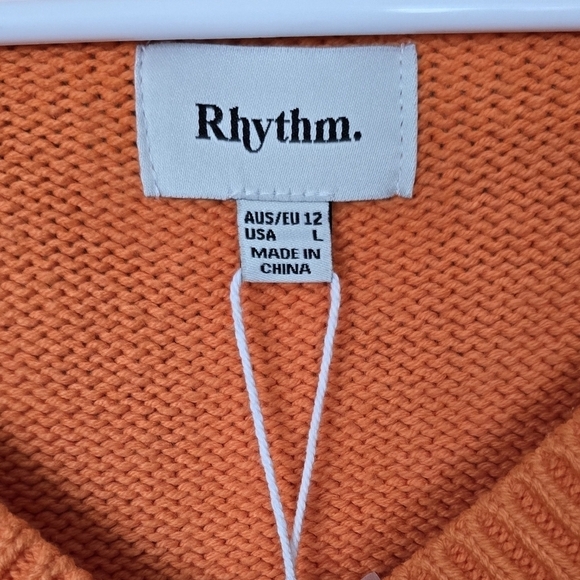 Rhythm.
AUS/EU 12
USA L
MADE IN
CHINA